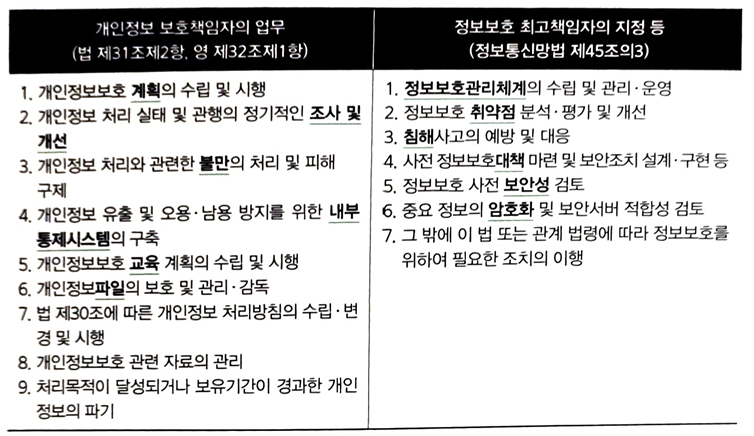 개인정보 보호책임자의 업무
(법 제31조제2항, 영 제32조제1항)
1. 개인정보보호 계획의 수립 및 시행
2. 개인정보 처리 실태 및 관행의 정기적인 조사 및
개선
3. 개인정보 처리와 관련한 불만의 처리 및 피해
구제
4. 개인정보 유출 및 오용·남용 방지를 위한 내부
통제시스템의 구축
5. 개인정보보호 교육 계획의 수립 및 시행
6. 개인정보파일의 보호 및 관리·감독
7. 법 제30조에 따른 개인정보 처리방침의 수립·변
경 및 시행
8. 개인정보보호 관련 자료의 관리
9. 처리목적이 달성되거나 보유기간이 경과한 개인
정보의 파기
정보보호 최고책임자의 지정 등
(정보통신망법 제45조의3)
1. 정보보호관리체계의 수립 및 관리·운영
2. 정보보호 취약점 분석·평가 및 개선
3. 침해사고의 예방 및 대응
4. 사전 정보보호대책 마련 및 보안조치 설계·구현 등
5. 정보보호 사전 보안성 검토
6. 중요 정보의 암호화 및 보안서버 적합성 검토
7. 그 밖에 이 법 또는 관계 법령에 따라 정보보호를
위하여 필요한 조치의 이행